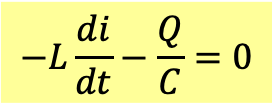 −L di/dt − Q/C = 0